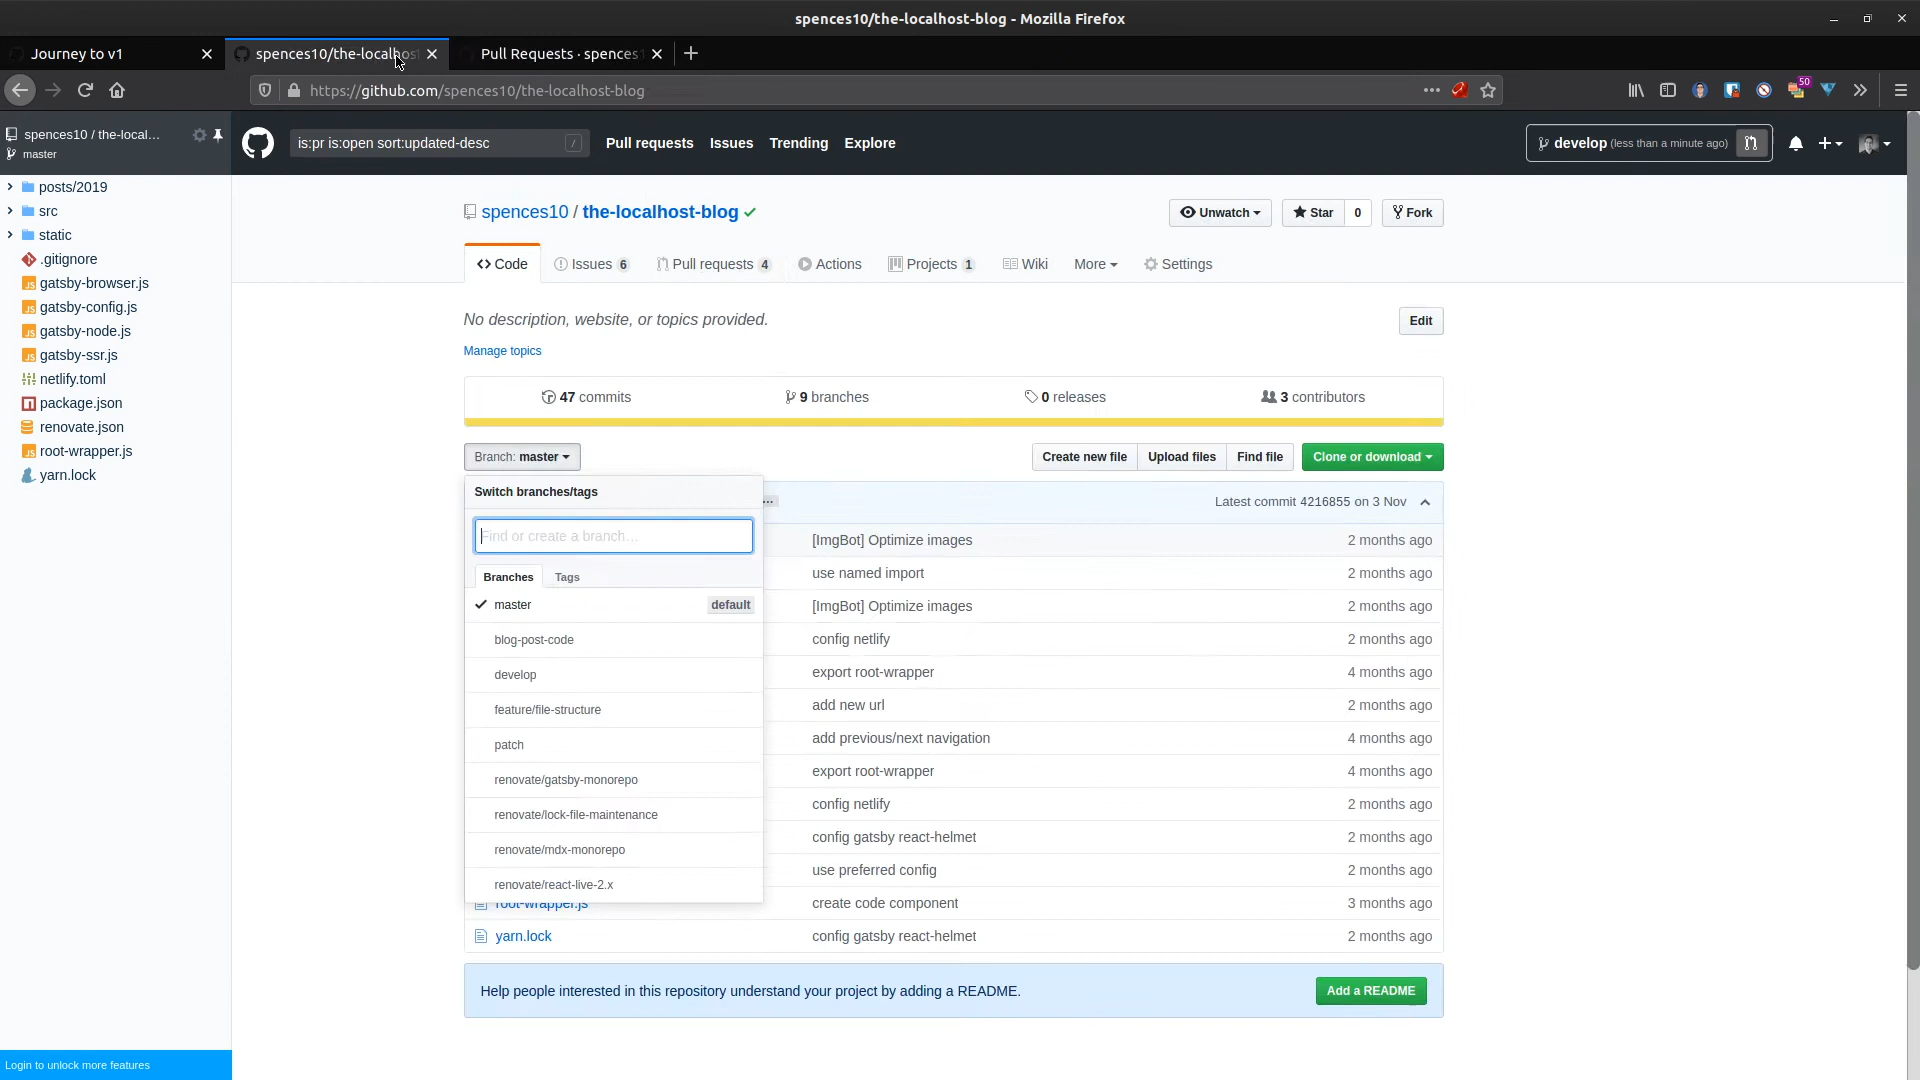 spences10/the-localhost-blog - Mozilla Firefox
Journey to v1
spences10/the-localhos
Pull Requests · spences1
https://github.com/spences10/the-localhost-blog
50
spences10 / the-local...
master
is:pr is:open sort:updated-desc
/
Pull requests
Issues
Trending
Explore
develop (less than a minute ago)
posts/2019
src
static
.gitignore
gatsby-browser.js
gatsby-config.js
gatsby-node.js
gatsby-ssr.js
netlify.toml
package.json
renovate.json
root-wrapper.js
yarn.lock
Login to unlock more features
spences10 / the-localhost-blog
Unwatch
Star 0
Fork
Code
Issues 6
Pull requests 4
Actions
Projects 1
Wiki
More
Settings
No description, website, or topics provided.
Edit
Manage topics
47 commits
9 branches
0 releases
3 contributors
Branch: master
Create new file
Upload files
Find file
Clone or download
Switch branches/tags
Find or create a branch...
Branches
Tags
master default
blog-post-code
develop
feature/file-structure
patch
renovate/gatsby-monorepo
renovate/lock-file-maintenance
renovate/mdx-monorepo
renovate/react-live-2.x
...
Latest commit 4216855 on 3 Nov
[ImgBot] Optimize images 2 months ago
use named import 2 months ago
[ImgBot] Optimize images 2 months ago
config netlify 2 months ago
export root-wrapper 4 months ago
add new url 2 months ago
add previous/next navigation 4 months ago
export root-wrapper 4 months ago
config netlify 2 months ago
config gatsby react-helmet 2 months ago
use preferred config 2 months ago
root-wrapper.js create code component 3 months ago
yarn.lock config gatsby react-helmet 2 months ago
Help people interested in this repository understand your project by adding a README.
Add a README